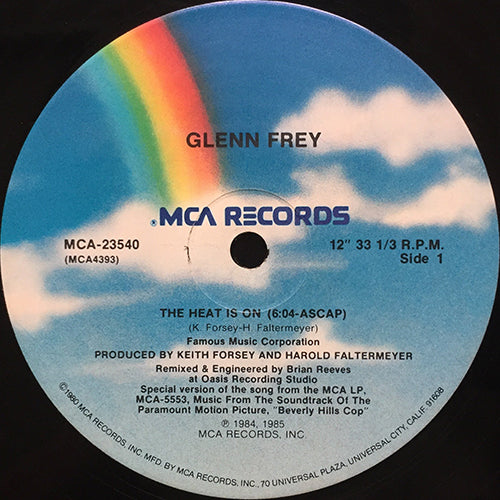 GLENN FREY
® MCA RECORDS
MCA-23540
(MCA4393)
12" 33 1/3 R.P.M.
Side 1
THE HEAT IS ON (6:04-ASCAP)
(K. Forsey-H. Faltermeyer)
Famous Music Corporation
PRODUCED BY KEITH FORSEY AND HAROLD FALTERMEYER
Remixed & Engineered by Brian Reeves
at Oasis Recording Studio
Special version of the song from the MCA LP,
MCA-5553, Music From The Soundtrack Of The
Paramount Motion Picture, "Beverly Hills Cop"
℗ 1984, 1985
MCA RECORDS, INC.
©1980 MCA RECORDS, INC. MFD. BY MCA RECORDS, INC., 70 UNIVERSAL PLAZA, UNIVERSAL CITY, CALIF. 91608